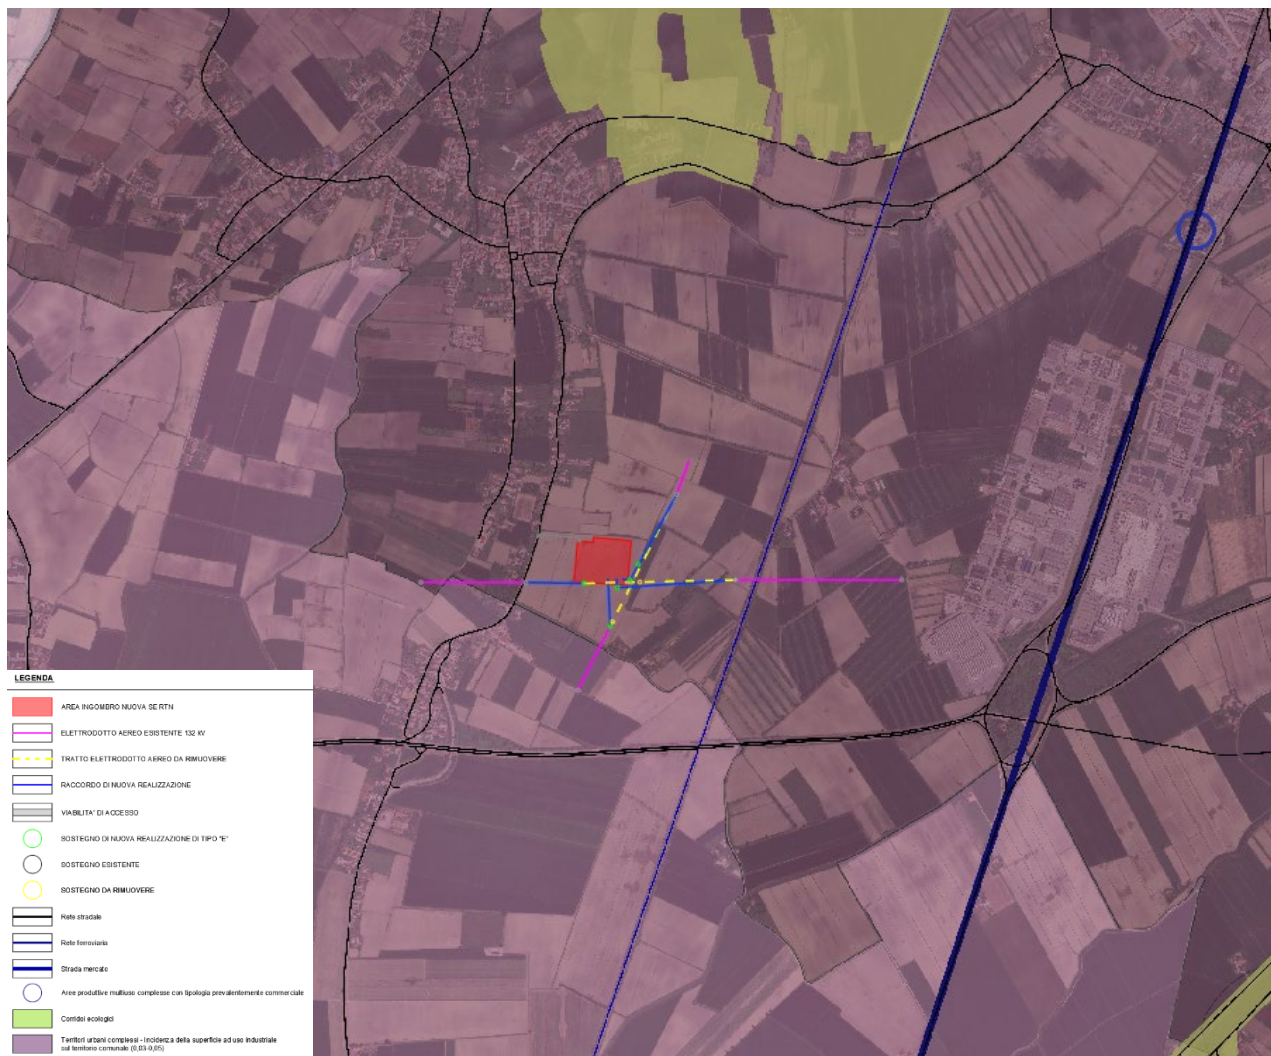 LEGENDA
AREA INGOMBRO NUOVA SE RTN
ELETTRODOTTO AEREO ESISTENTE 132 kV
TRATTO ELETTRODOTTO AEREO DA RIMUOVERE
RACCORDO DI NUOVA REALIZZAZIONE
VIABILITA' DI ACCESSO
SOSTEGNO DI NUOVA REALIZZAZIONE DI TIPO "E"
SOSTEGNO ESISTENTE
SOSTEGNO DA RIMUOVERE
Rete stradale
Rete ferroviaria
Strada mercato
Aree produttive multiuso complesse con tipologia prevalentemente commerciale
Corridoi ecologici
Territori urbani complessi - Incidenza della superficie ad uso industriale
sul territorio comunale (0,03-0,05)